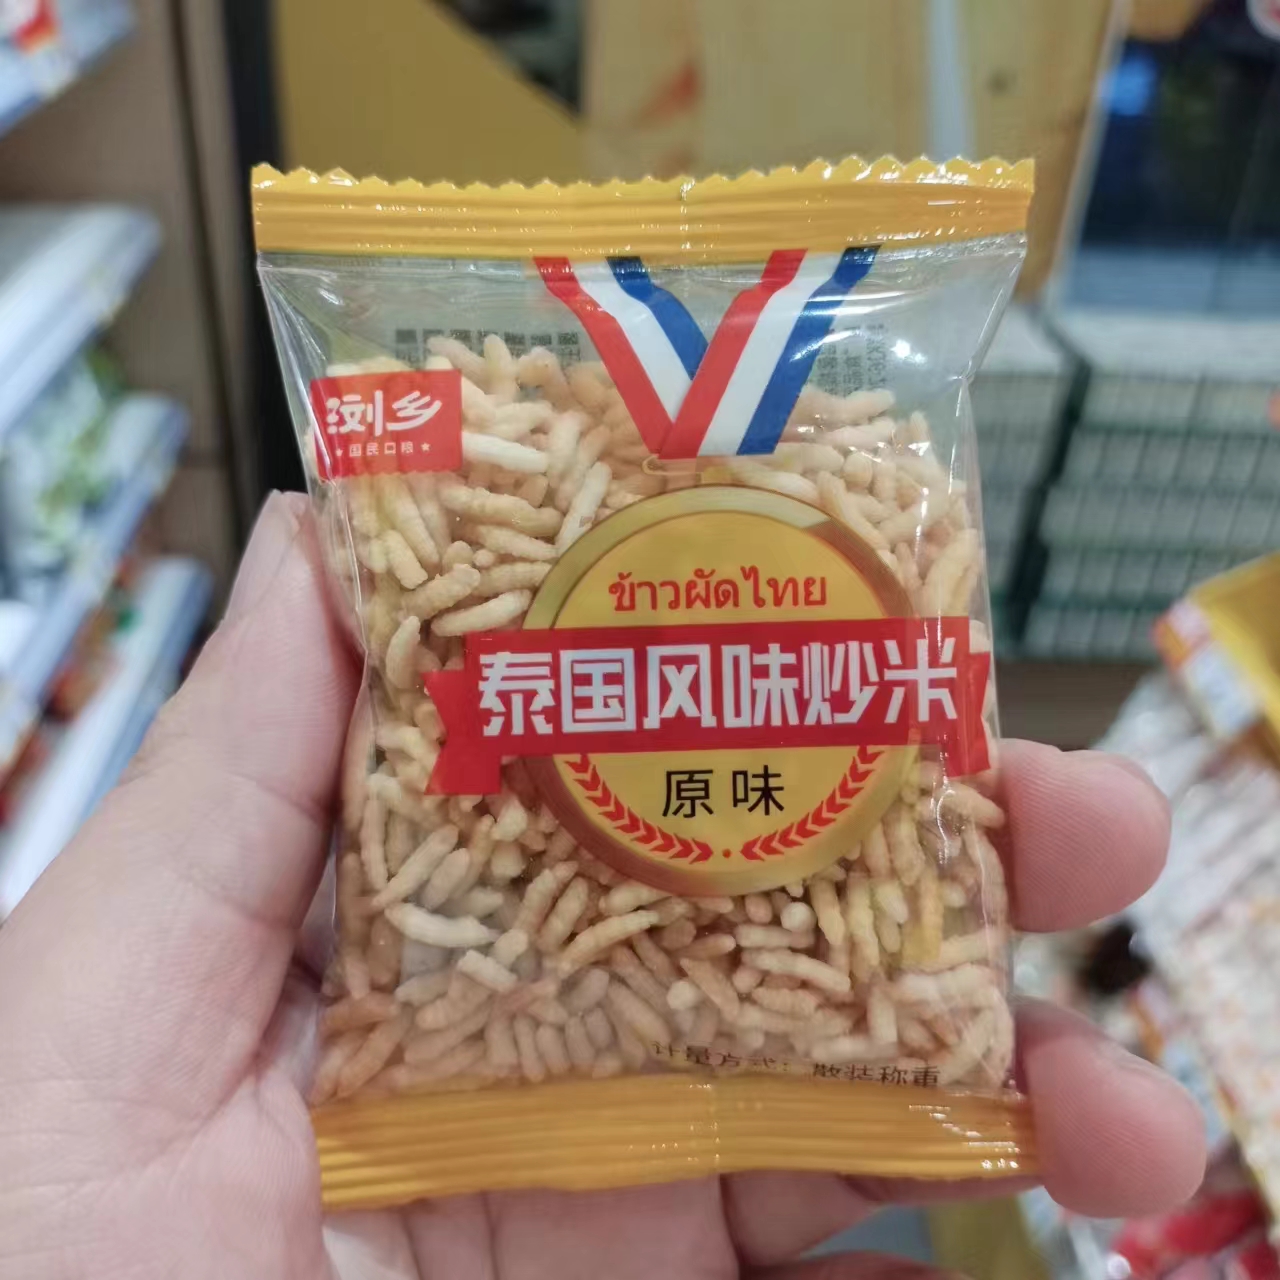 浏乡
★国民口粮★
ข้าวผัดไทย
泰国风味炒米
原味
计量方式：散装称重